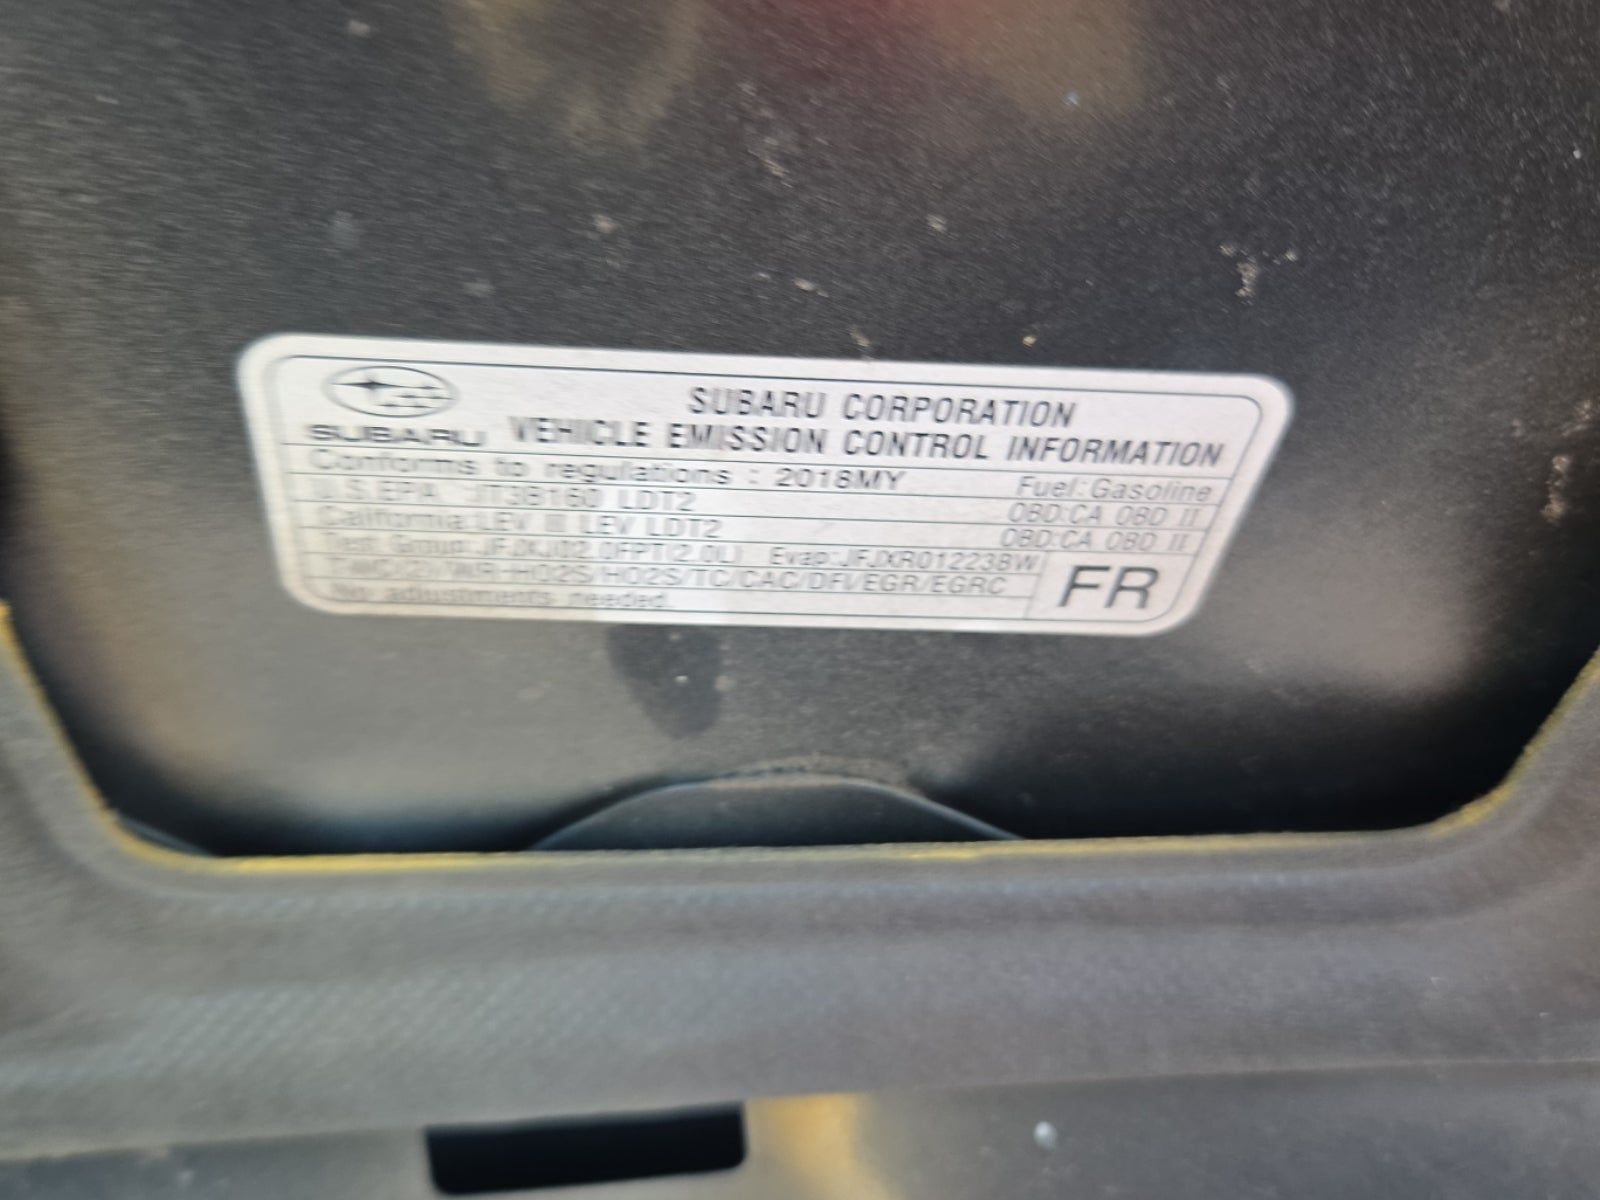 SUBARU CORPORATION
SUBARU VEHICLE EMISSION CONTROL INFORMATION
Conforms to regulations : 2018MY Fuel:Gasoline
U.S.EPA: T3B160 LDT2 OBD:CA OBD II
California: LEV III LEV LDT2 OBD:CA OBD II
Test Group: JFJXJ02.0FPT(2.0L) Evap:JFJXR01223BW
TWC(2)/WR-HO2S/HO2S/TC/CAC/DFI/EGR/EGRC
No adjustments needed.
FR